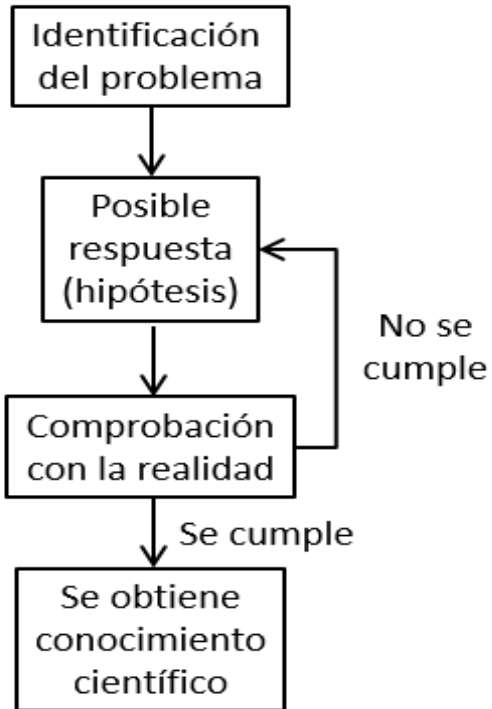 Identificación
del problema
Posible
respuesta
(hipótesis)
No se
cumple
Comprobación
con la realidad
Se cumple
Se obtiene
conocimiento
científico